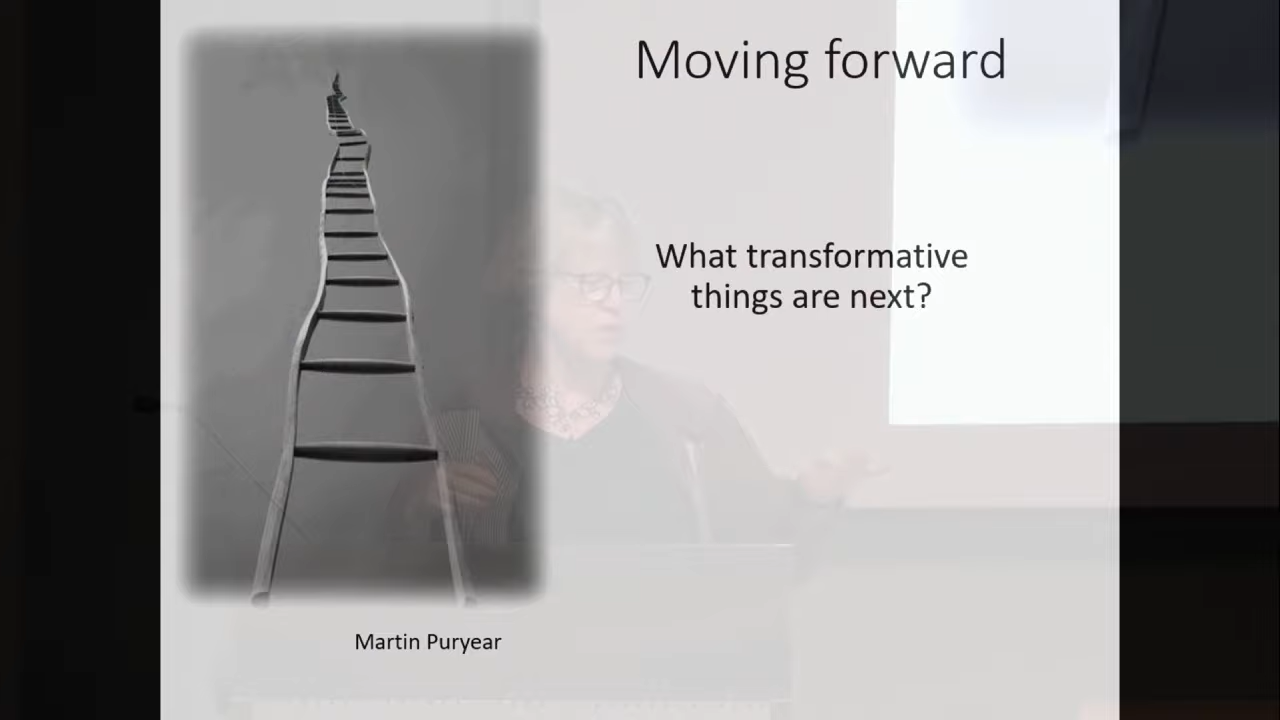 Moving forward
What transformative
things are next?
Martin Puryear